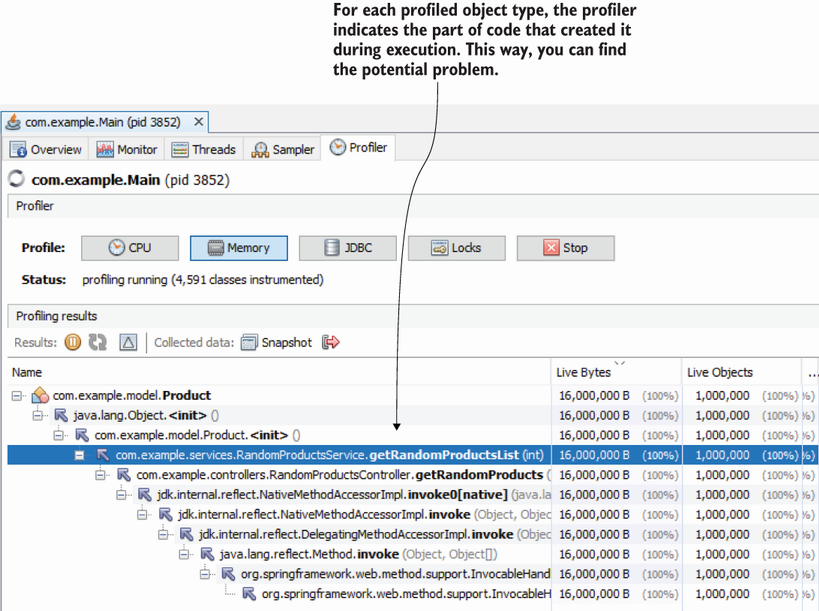 For each profiled object type, the profiler
indicates the part of code that created it
during execution. This way, you can find
the potential problem.
com.example.Main (pid 3852)
Overview Monitor Threads Sampler Profiler
com.example.Main (pid 3852)
Profiler
Profile: CPU Memory JDBC Locks Stop
Status: profiling running (4,591 classes instrumented)
Profiling results
Results: Collected data: Snapshot
Name Live Bytes Live Objects ...
com.example.model.Product 16,000,000 B (100%) 1,000,000 (100%) %)
java.lang.Object.<init> () 16,000,000 B (100%) 1,000,000 (100%) %)
com.example.model.Product.<init> () 16,000,000 B (100%) 1,000,000 (100%) %)
com.example.services.RandomProductsService.getRandomProductsList (int) 16,000,000 B (100%) 1,000,000 (100%) %)
com.example.controllers.RandomProductsController.getRandomProducts ( 16,000,000 B (100%) 1,000,000 (100%) %)
jdk.internal.reflect.NativeMethodAccessorImpl.invoke0[native] (java.la 16,000,000 B (100%) 1,000,000 (100%) %)
jdk.internal.reflect.NativeMethodAccessorImpl.invoke (Object, Objec 16,000,000 B (100%) 1,000,000 (100%) %)
jdk.internal.reflect.DelegatingMethodAccessorImpl.invoke (Objec 16,000,000 B (100%) 1,000,000 (100%) %)
java.lang.reflect.Method.invoke (Object, Object[]) 16,000,000 B (100%) 1,000,000 (100%) %)
org.springframework.web.method.support.InvocableHand 16,000,000 B (100%) 1,000,000 (100%) %)
org.springframework.web.method.support.InvocableH 16,000,000 B (100%) 1,000,000 (100%) %)